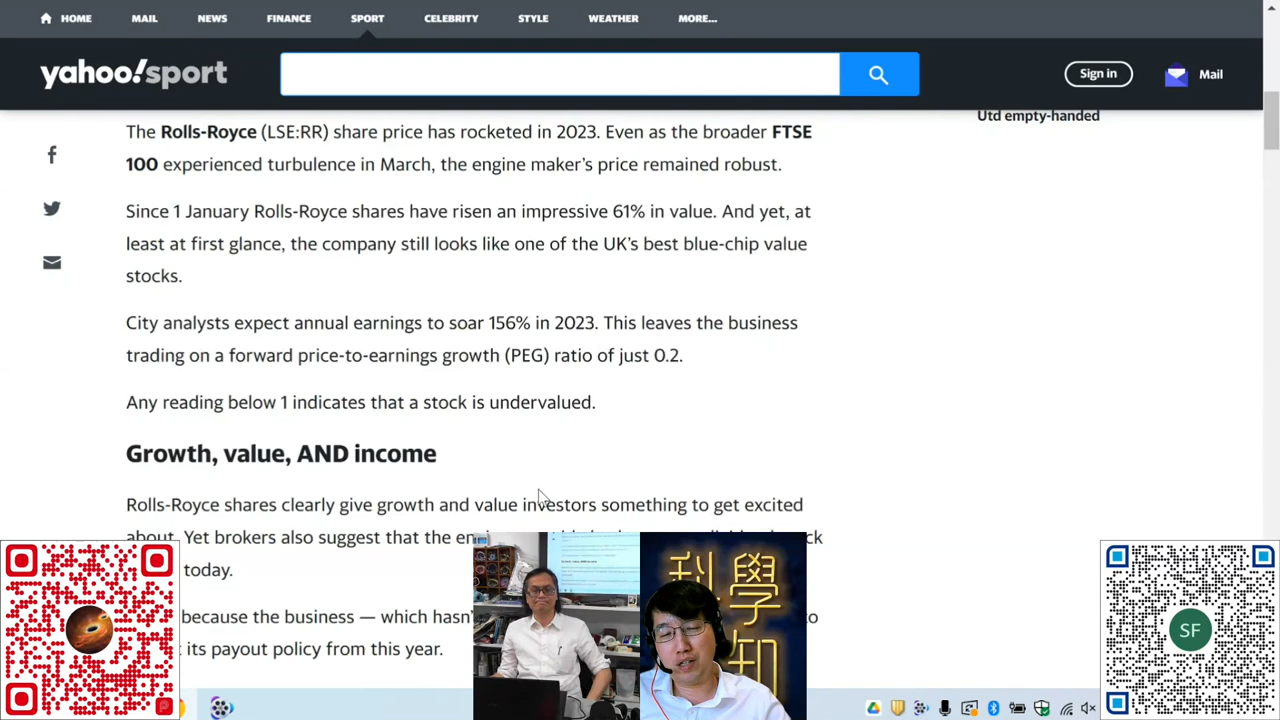 HOME MAIL NEWS FINANCE SPORT CELEBRITY STYLE WEATHER MORE...
yahoo!sport
Sign in
Mail
Utd empty-handed
The Rolls-Royce (LSE:RR) share price has rocketed in 2023. Even as the broader FTSE
100 experienced turbulence in March, the engine maker's price remained robust.
Since 1 January Rolls-Royce shares have risen an impressive 61% in value. And yet, at
least at first glance, the company still looks like one of the UK's best blue-chip value
stocks.
City analysts expect annual earnings to soar 156% in 2023. This leaves the business
trading on a forward price-to-earnings growth (PEG) ratio of just 0.2.
Any reading below 1 indicates that a stock is undervalued.
Growth, value, AND income
Rolls-Royce shares clearly give growth and value investors something to get excited
about. Yet brokers also suggest that the
today.
because the business — which
its payout policy from this year.
科學
知
SF